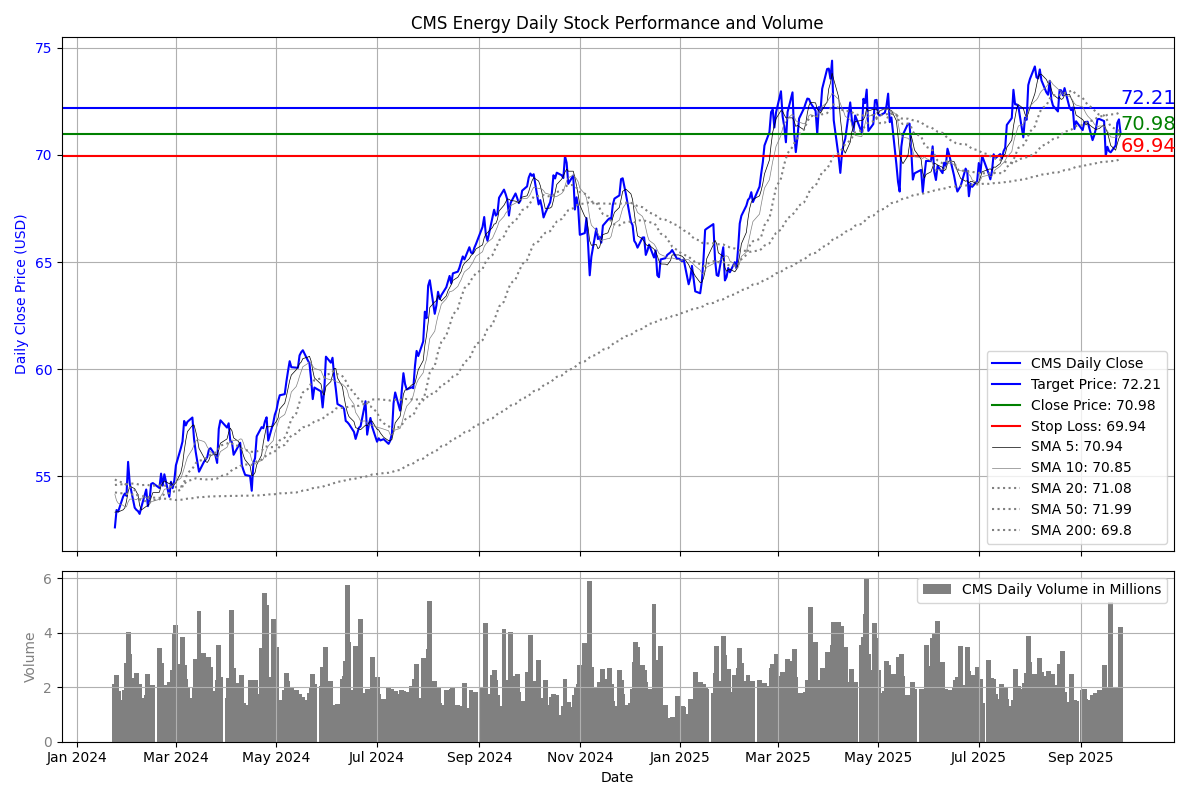 CMS Energy Daily Stock Performance and Volume
Daily Close Price (USD)
75
70
65
60
55
72.21
70.98
69.94
CMS Daily Close
Target Price: 72.21
Close Price: 70.98
Stop Loss: 69.94
SMA 5: 70.94
SMA 10: 70.85
SMA 20: 71.08
SMA 50: 71.99
SMA 200: 69.8
Volume
6
4
2
0
CMS Daily Volume in Millions
Jan 2024
Mar 2024
May 2024
Jul 2024
Sep 2024
Nov 2024
Jan 2025
Mar 2025
May 2025
Jul 2025
Sep 2025
Date